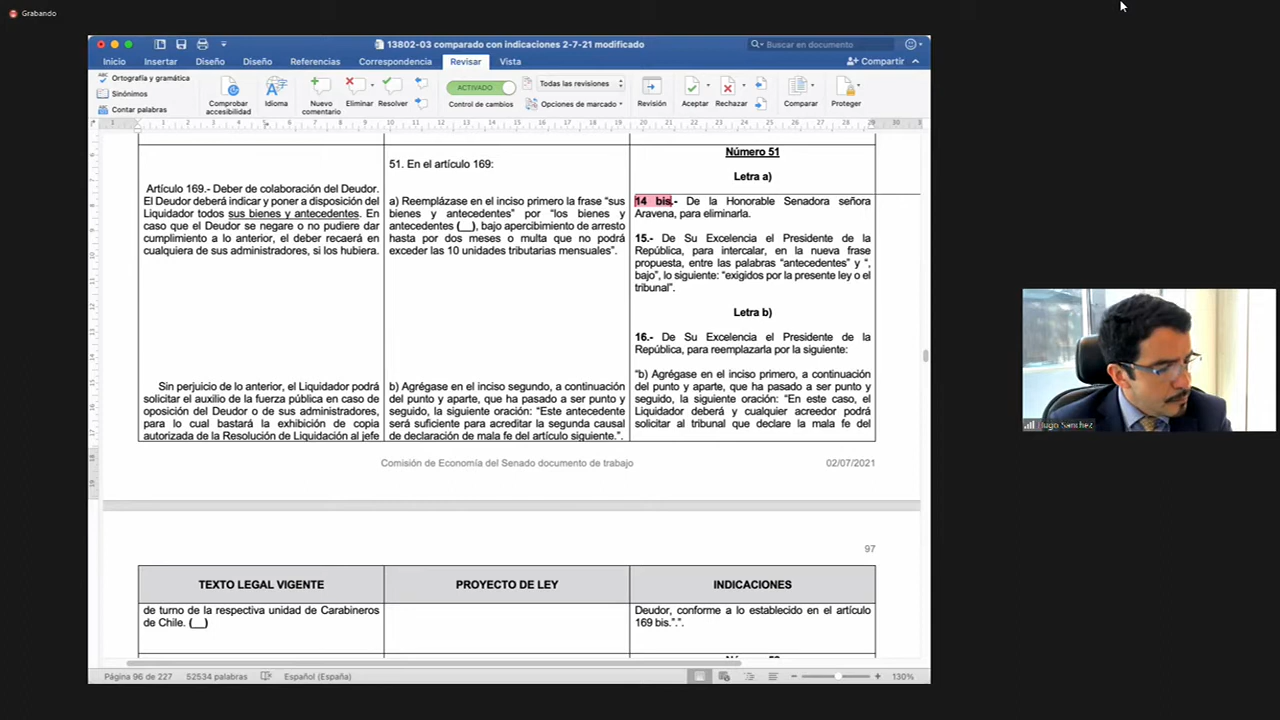 Grabando
13802-03 comparado con indicaciones 2-7-21 modificado
Buscar en documento
Inicio Insertar Diseño Diseño Referencias Correspondencia Revisar Vista
Compartir
Ortografía y gramática
Sinónimos
Contar palabras
Comprobar accesibilidad
Idioma
Nuevo comentario
Eliminar
Resolver
ACTIVADO
Control de cambios
Todas las revisiones
Opciones de marcado
Revisión
Aceptar
Rechazar
Comparar
Proteger
Artículo 169.- Deber de colaboración del Deudor.
El Deudor deberá indicar y poner a disposición del
Liquidador todos sus bienes y antecedentes. En
caso que el Deudor se negare o no pudiere dar
cumplimiento a lo anterior, el deber recaerá en
cualquiera de sus administradores, si los hubiera.
Sin perjuicio de lo anterior, el Liquidador podrá
solicitar el auxilio de la fuerza pública en caso de
oposición del Deudor o de sus administradores,
para lo cual bastará la exhibición de copia
autorizada de la Resolución de Liquidación al jefe
51. En el artículo 169:
a) Reemplázase en el inciso primero la frase “sus
bienes y antecedentes” por “los bienes y
antecedentes (__), bajo apercibimiento de arresto
hasta por dos meses o multa que no podrá
exceder las 10 unidades tributarias mensuales”.
b) Agrégase en el inciso segundo, a continuación
del punto y aparte, que ha pasado a ser punto y
seguido, la siguiente oración: “Este antecedente
será suficiente para acreditar la segunda causal
de declaración de mala fe del artículo siguiente.”.
Número 51
Letra a)
14 bis.- De la Honorable Senadora señora
Aravena, para eliminarla.
15.- De Su Excelencia el Presidente de la
República, para intercalar, en la nueva frase
propuesta, entre las palabras “antecedentes” y “,
bajo”, lo siguiente: “exigidos por la presente ley o el
tribunal”.
Letra b)
16.- De Su Excelencia el Presidente de la
República, para reemplazarla por la siguiente:
“b) Agrégase en el inciso primero, a continuación
del punto y aparte, que ha pasado a ser punto y
seguido, la siguiente oración: “En este caso, el
Liquidador deberá y cualquier acreedor podrá
solicitar al tribunal que declare la mala fe del
Comisión de Economía del Senado documento de trabajo
02/07/2021
97
TEXTO LEGAL VIGENTE
PROYECTO DE LEY
INDICACIONES
de turno de la respectiva unidad de Carabineros
de Chile. (__)
Deudor, conforme a lo establecido en el artículo
169 bis.”.”.
Página 96 de 227
52534 palabras
Español (España)
130%
Hugo Sanchez